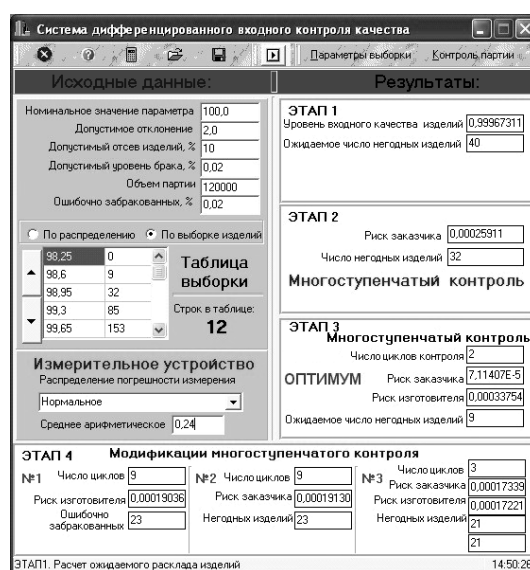 Система дифференцированного входного контроля качества
Параметры выборки Контроль партии
Исходные данные: Результаты:
Номинальное значение параметра 100,0
Допустимое отклонение 2,0
Допустимый отсев изделий, % 10
Допустимый уровень брака, % 0,02
Объем партии 120000
Ошибочно забракованных, % 0,02
По распределению По выборке изделий
98,25 0
98,6 9
98,95 32
99,3 85
99,65 153
Таблица
выборки
Строк в таблице:
12
Измерительное устройство
Распределение погрешности измерения
Нормальное
Среднее арифметическое 0,24
ЭТАП 1
Уровень входного качества изделий 0,99967311
Ожидаемое число негодных изделий 40
ЭТАП 2
Риск заказчика 0,00025911
Число негодных изделий 32
Многоступенчатый контроль
ЭТАП 3
Многоступенчатый контроль
Число циклов контроля 2
ОПТИМУМ Риск заказчика 7,11407E-5
Риск изготовителя 0,00033754
Ожидаемое число негодных изделий 9
ЭТАП 4 Модификации многоступенчатого контроля
№1 Число циклов 9
Риск изготовителя 0,00019036
Ошибочно
забракованных 23
№2 Число циклов 9
Риск заказчика 0,00019130
Негодных изделий 23
№3 Число циклов 3
Риск заказчика 0,00017339
Риск изготовителя 0,00017221
Негодных изделий 21
21
ЭТАП1. Расчет ожидаемого расклада изделий 14:50:26